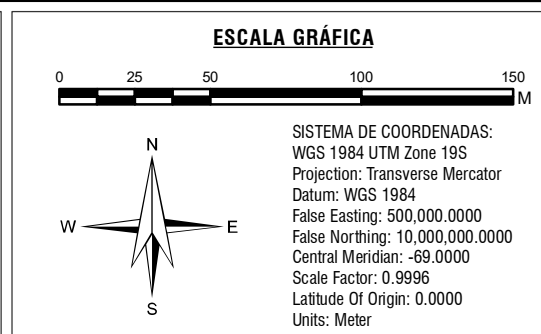 ESCALA GRÁFICA
0 25 50 100 150
M
N
W E
S
SISTEMA DE COORDENADAS:
WGS 1984 UTM Zone 19S
Projection: Transverse Mercator
Datum: WGS 1984
False Easting: 500,000.0000
False Northing: 10,000,000.0000
Central Meridian: -69.0000
Scale Factor: 0.9996
Latitude Of Origin: 0.0000
Units: Meter